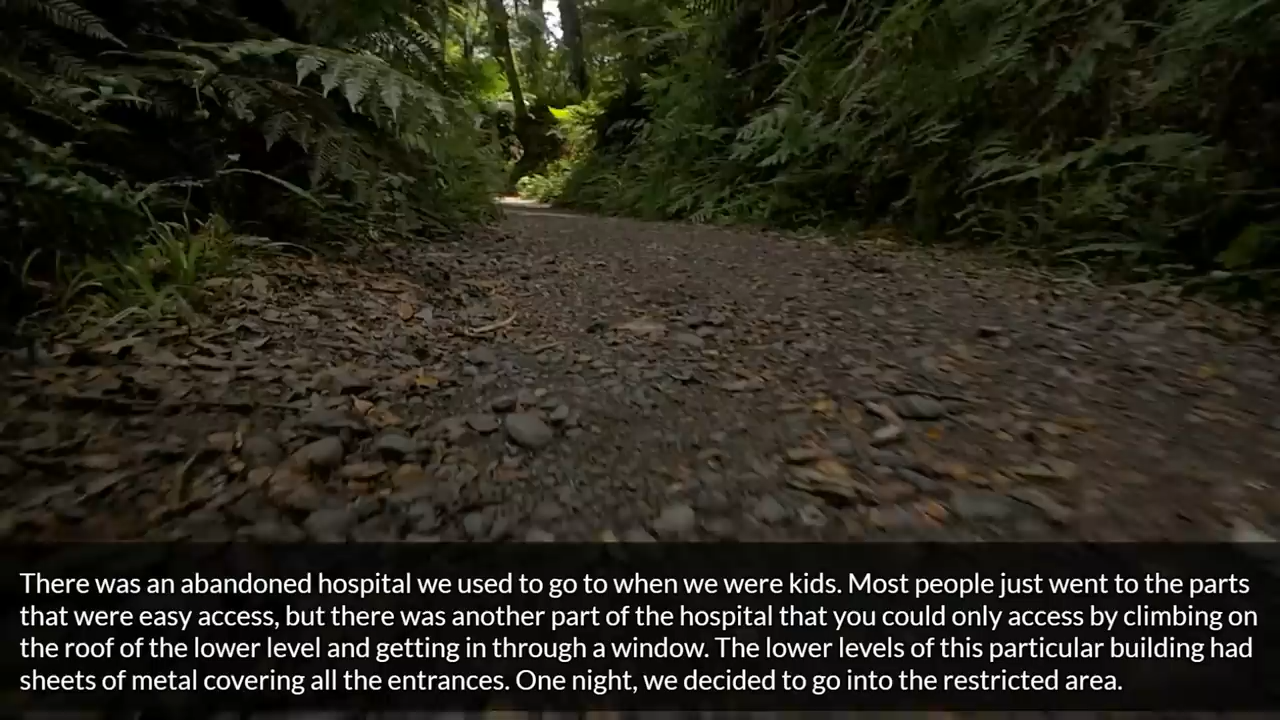 There was an abandoned hospital we used to go to when we were kids. Most people just went to the parts
that were easy access, but there was another part of the hospital that you could only access by climbing on
the roof of the lower level and getting in through a window. The lower levels of this particular building had
sheets of metal covering all the entrances. One night, we decided to go into the restricted area.